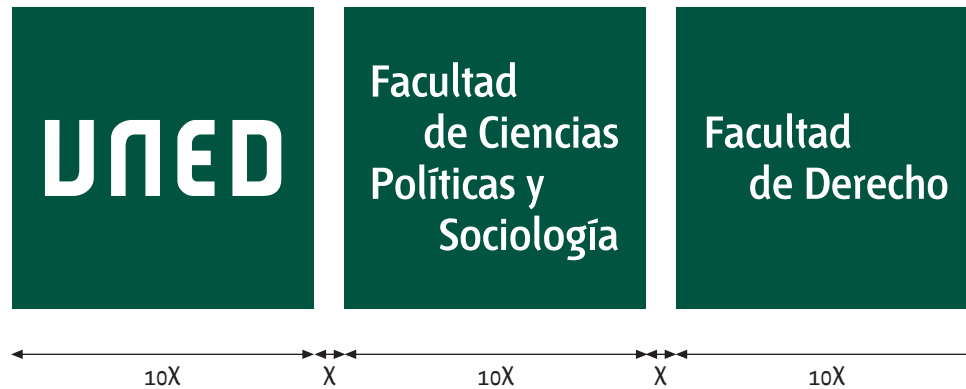 UNED
Facultad
de Ciencias
Políticas y
Sociología
Facultad
de Derecho
10X X 10X X 10X